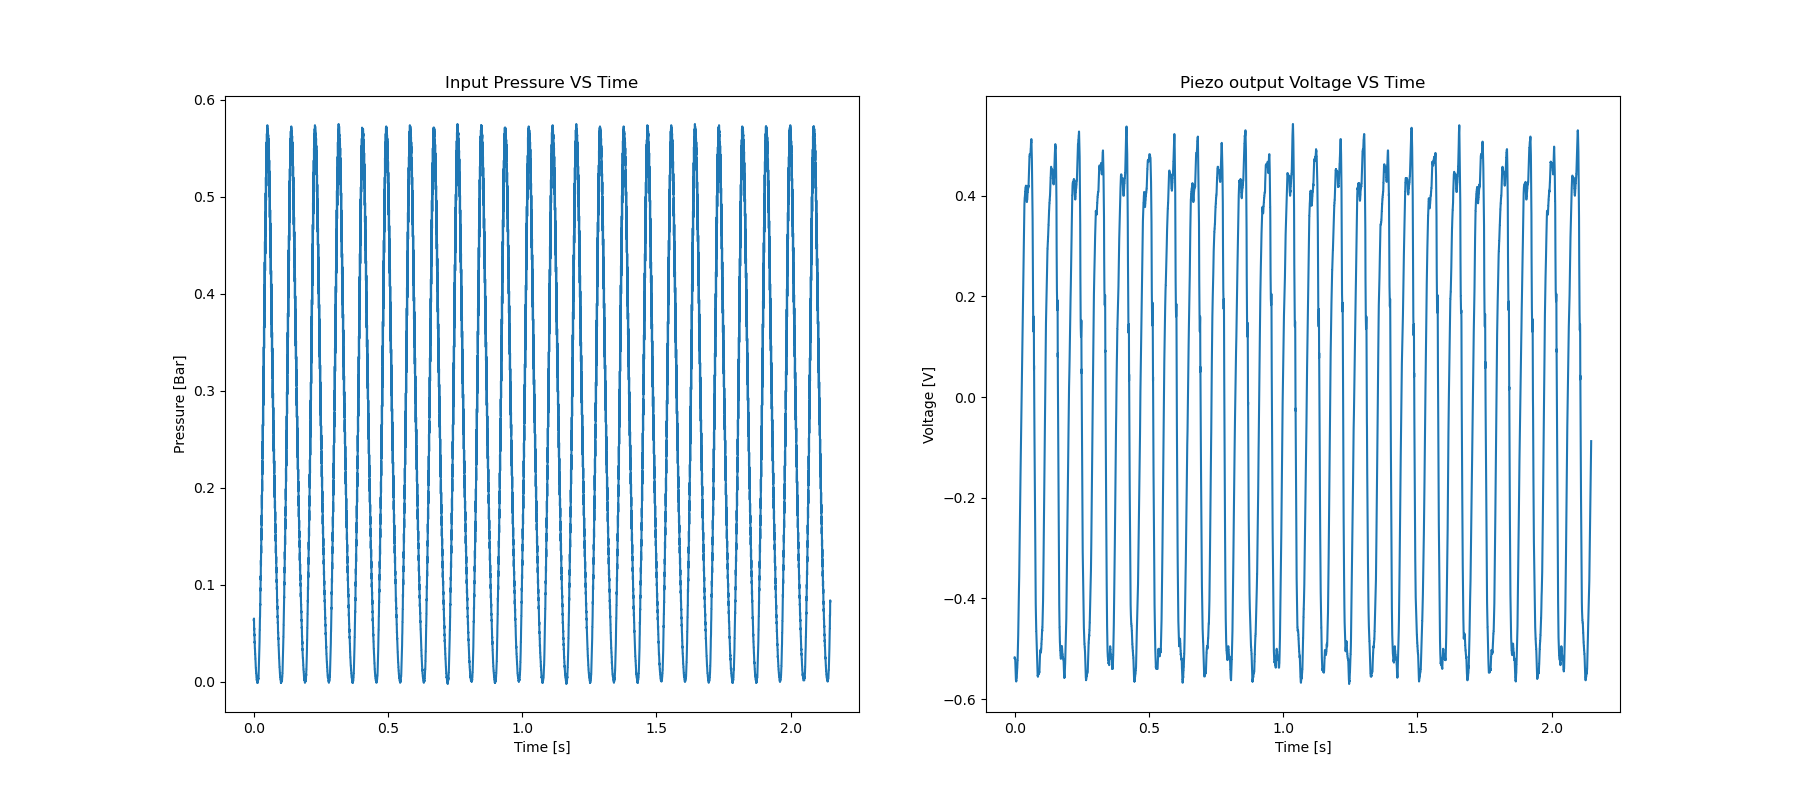 Input Pressure VS Time
0.6
0.5
0.4
0.3
0.2
0.1
0.0
Pressure [Bar]
0.0 0.5 1.0 1.5 2.0
Time [s]
Piezo output Voltage VS Time
0.4
0.2
0.0
−0.2
−0.4
−0.6
Voltage [V]
0.0 0.5 1.0 1.5 2.0
Time [s]